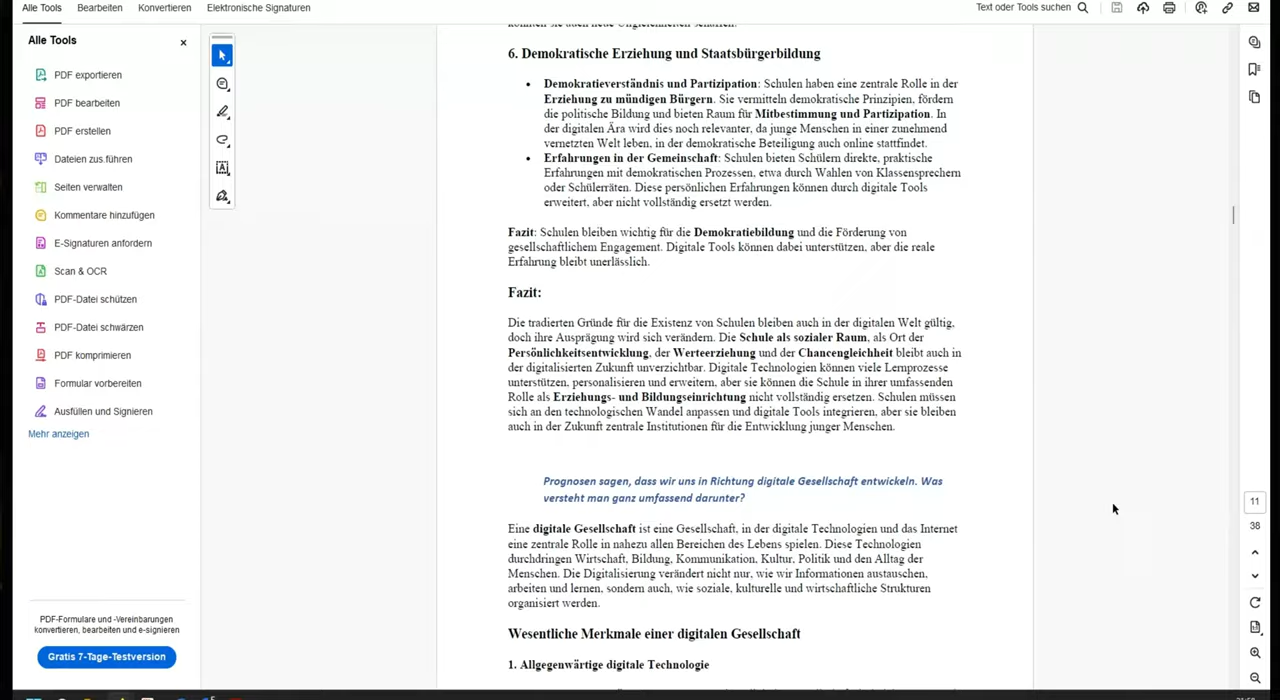 Alle Tools Bearbeiten Konvertieren Elektronische Signaturen Text oder Tools suchen
Alle Tools
PDF exportieren
PDF bearbeiten
PDF erstellen
Dateien zus.führen
Seiten verwalten
Kommentare hinzufügen
E-Signaturen anfordern
Scan & OCR
PDF-Datei schützen
PDF-Datei schwärzen
PDF komprimieren
Formular vorbereiten
Ausfüllen und Signieren
Mehr anzeigen
PDF-Formulare und -Vereinbarungen
konvertieren, bearbeiten und e-signieren
Gratis 7-Tage-Testversion
6. Demokratische Erziehung und Staatsbürgerbildung
• Demokratieverständnis und Partizipation: Schulen haben eine zentrale Rolle in der
Erziehung zu mündigen Bürgern. Sie vermitteln demokratische Prinzipien, fördern
die politische Bildung und bieten Raum für Mitbestimmung und Partizipation. In
der digitalen Ära wird dies noch relevanter, da junge Menschen in einer zunehmend
vernetzten Welt leben, in der demokratische Beteiligung auch online stattfindet.
• Erfahrungen in der Gemeinschaft: Schulen bieten Schülern direkte, praktische
Erfahrungen mit demokratischen Prozessen, etwa durch Wahlen von Klassensprechern
oder Schülerräten. Diese persönlichen Erfahrungen können durch digitale Tools
erweitert, aber nicht vollständig ersetzt werden.
Fazit: Schulen bleiben wichtig für die Demokratiebildung und die Förderung von
gesellschaftlichem Engagement. Digitale Tools können dabei unterstützen, aber die reale
Erfahrung bleibt unerlässlich.
Fazit:
Die tradierten Gründe für die Existenz von Schulen bleiben auch in der digitalen Welt gültig,
doch ihre Ausprägung wird sich verändern. Die Schule als sozialer Raum, als Ort der
Persönlichkeitsentwicklung, der Werteerziehung und der Chancengleichheit bleibt auch in
der digitalisierten Zukunft unverzichtbar. Digitale Technologien können viele Lernprozesse
unterstützen, personalisieren und erweitern, aber sie können die Schule in ihrer umfassenden
Rolle als Erziehungs- und Bildungseinrichtung nicht vollständig ersetzen. Schulen müssen
sich an den technologischen Wandel anpassen und digitale Tools integrieren, aber sie bleiben
auch in der Zukunft zentrale Institutionen für die Entwicklung junger Menschen.
Prognosen sagen, dass wir uns in Richtung digitale Gesellschaft entwickeln. Was
versteht man ganz umfassend darunter?
Eine digitale Gesellschaft ist eine Gesellschaft, in der digitale Technologien und das Internet
eine zentrale Rolle in nahezu allen Bereichen des Lebens spielen. Diese Technologien
durchdringen Wirtschaft, Bildung, Kommunikation, Kultur, Politik und den Alltag der
Menschen. Die Digitalisierung verändert nicht nur, wie wir Informationen austauschen,
arbeiten und lernen, sondern auch, wie soziale, kulturelle und wirtschaftliche Strukturen
organisiert werden.
Wesentliche Merkmale einer digitalen Gesellschaft
1. Allgegenwärtige digitale Technologie
11
38